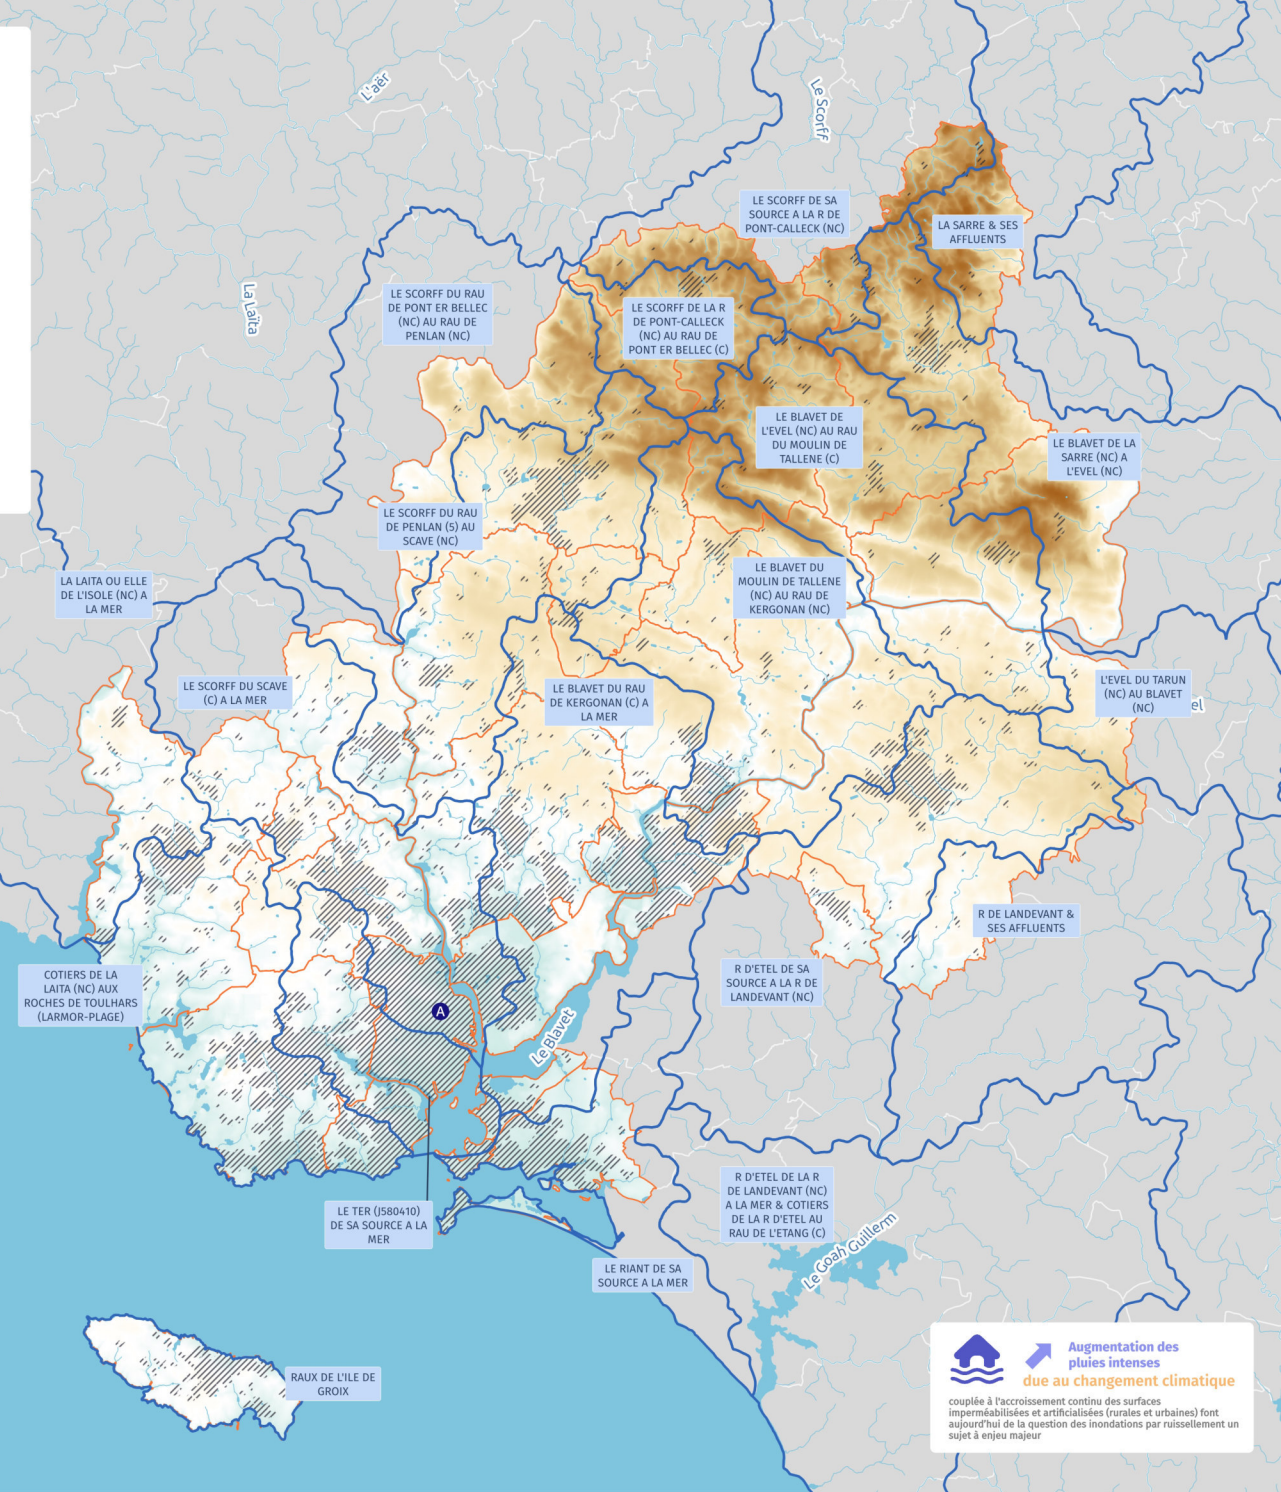 L'aër
Le Scorff
LE SCORFF DE SA
SOURCE A LA R DE
PONT-CALLECK (NC)
LA SARRE & SES
AFFLUENTS
La Laïta
LE SCORFF DU RAU
DE PONT ER BELLEC
(NC) AU RAU DE
PENLAN (NC)
LE SCORFF DE LA R
DE PONT-CALLECK
(NC) AU RAU DE
PONT ER BELLEC (C)
LE BLAVET DE
L'EVEL (NC) AU RAU
DU MOULIN DE
TALLENE (C)
LE BLAVET DE LA
SARRE (NC) A
L'EVEL (NC)
LE SCORFF DU RAU
DE PENLAN (5) AU
SCAVE (NC)
LA LAITA OU ELLE
DE L'ISOLE (NC) A
LA MER
LE BLAVET DU
MOULIN DE TALLENE
(NC) AU RAU DE
KERGONAN (NC)
LE SCORFF DU SCAVE
(C) A LA MER
LE BLAVET DU RAU
DE KERGONAN (C) A
LA MER
L'EVEL DU TARUN
(NC) AU BLAVET
(NC)
el
R DE LANDEVANT &
SES AFFLUENTS
COTIERS DE LA
LAITA (NC) AUX
ROCHES DE TOULHARS
(LARMOR-PLAGE)
R D'ETEL DE SA
SOURCE A LA R DE
LANDEVANT (NC)
A
Le Blavet
LE TER (J580410)
DE SA SOURCE A LA
MER
R D'ETEL DE LA R
DE LANDEVANT (NC)
A LA MER & COTIERS
DE LA R D'ETEL AU
RAU DE L'ETANG (C)
Le Goah Guillerm
LE RIANT DE SA
SOURCE A LA MER
RAUX DE L'ILE DE
GROIX
Augmentation des
pluies intenses
due au changement climatique
couplée à l'accroissement continu des surfaces
imperméabilisées et artificialisées (rurales et urbaines) font
aujourd'hui de la question des inondations par ruissellement un
sujet à enjeu majeur